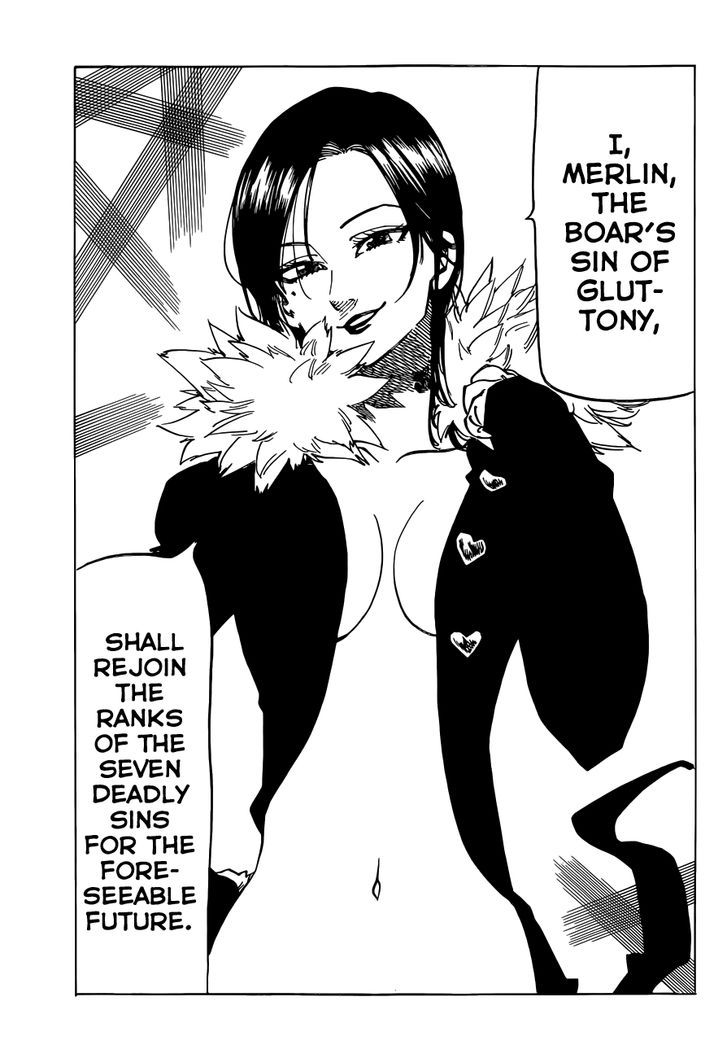 I,
MERLIN,
THE
BOAR'S
SIN OF
GLUT-
TONY,
SHALL
REJOIN
THE
RANKS
OF THE
SEVEN
DEADLY
SINS
FOR THE
FORE-
SEEABLE
FUTURE.